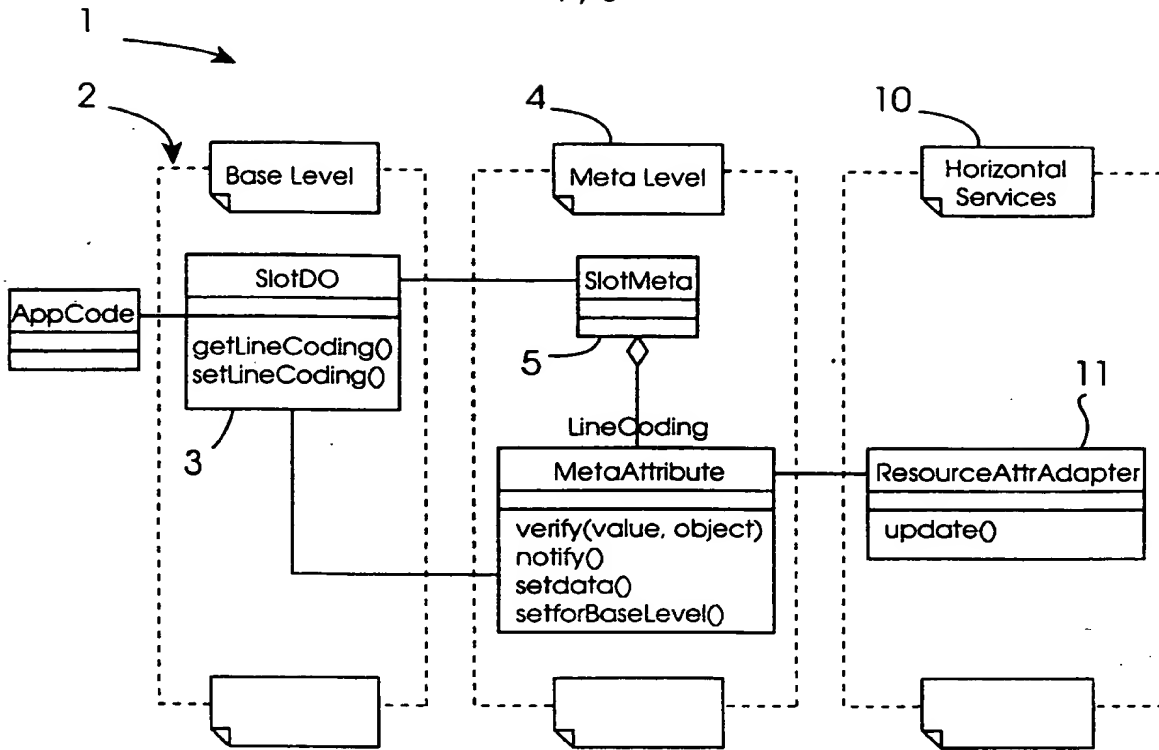 1
2
4
10
Base Level
Meta Level
Horizontal
Services
SlotDO
SlotMeta
AppCode
getLineCoding()
setLineCoding()
5
11
3
LineCoding
MetaAttribute
ResourceAttrAdapter
verify(value, object)
notify()
setdata()
setforBaseLevel()
update()